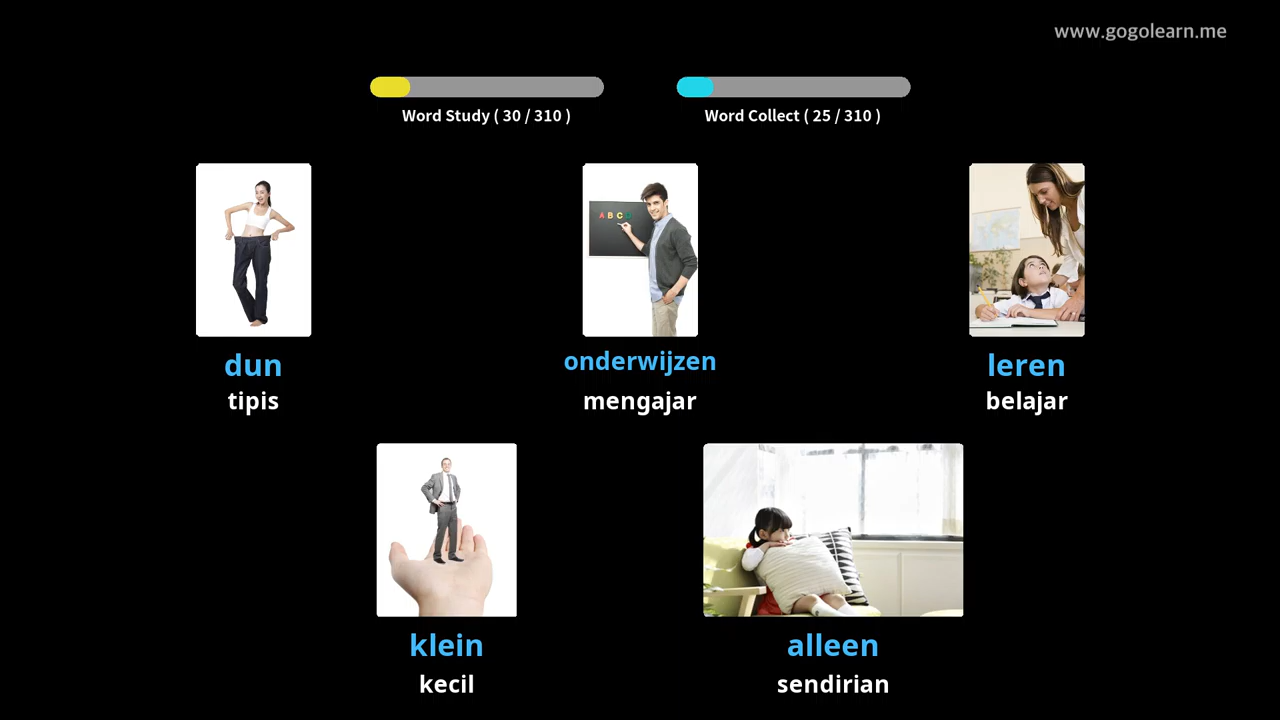 www.gogolearn.me
Word Study ( 30 / 310 )
Word Collect ( 25 / 310 )
A B C
dun
tipis
onderwijzen
mengajar
leren
belajar
klein
kecil
alleen
sendirian